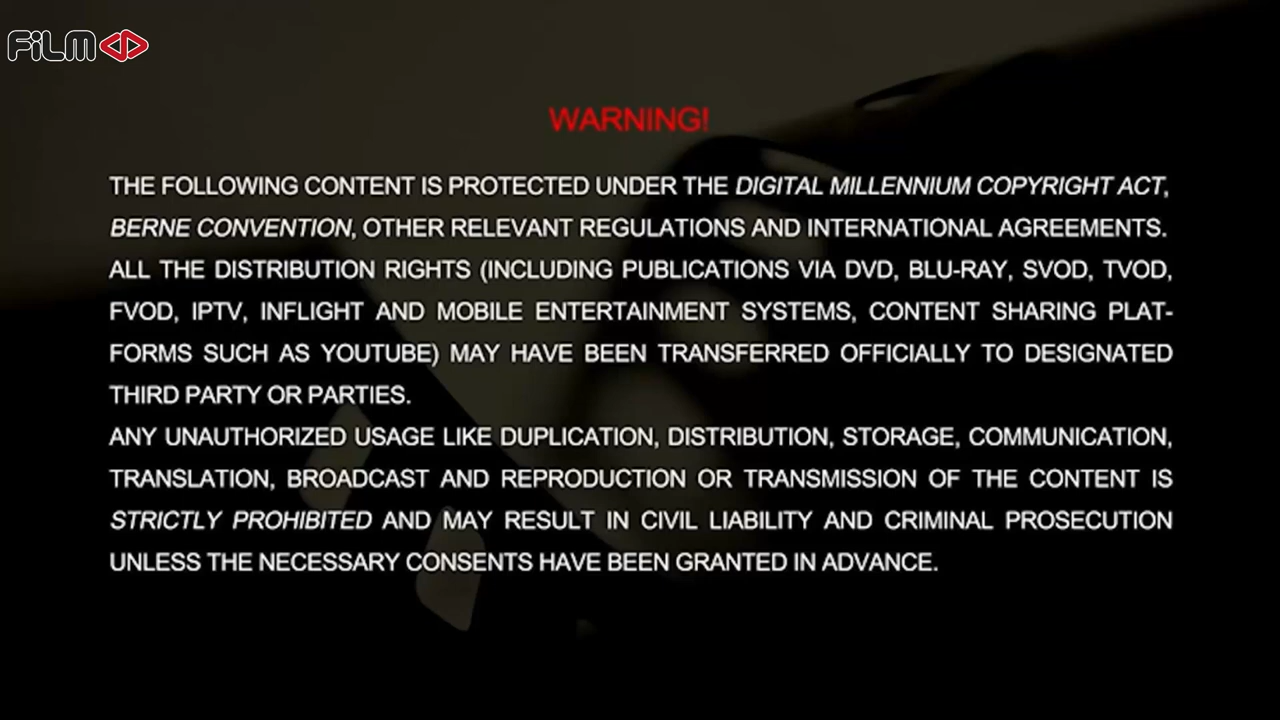 FiLM
WARNING!
THE FOLLOWING CONTENT IS PROTECTED UNDER THE DIGITAL MILLENNIUM COPYRIGHT ACT,
BERNE CONVENTION, OTHER RELEVANT REGULATIONS AND INTERNATIONAL AGREEMENTS.
ALL THE DISTRIBUTION RIGHTS (INCLUDING PUBLICATIONS VIA DVD, BLU-RAY, SVOD, TVOD,
FVOD, IPTV, INFLIGHT AND MOBILE ENTERTAINMENT SYSTEMS, CONTENT SHARING PLAT-
FORMS SUCH AS YOUTUBE) MAY HAVE BEEN TRANSFERRED OFFICIALLY TO DESIGNATED
THIRD PARTY OR PARTIES.
ANY UNAUTHORIZED USAGE LIKE DUPLICATION, DISTRIBUTION, STORAGE, COMMUNICATION,
TRANSLATION, BROADCAST AND REPRODUCTION OR TRANSMISSION OF THE CONTENT IS
STRICTLY PROHIBITED AND MAY RESULT IN CIVIL LIABILITY AND CRIMINAL PROSECUTION
UNLESS THE NECESSARY CONSENTS HAVE BEEN GRANTED IN ADVANCE.